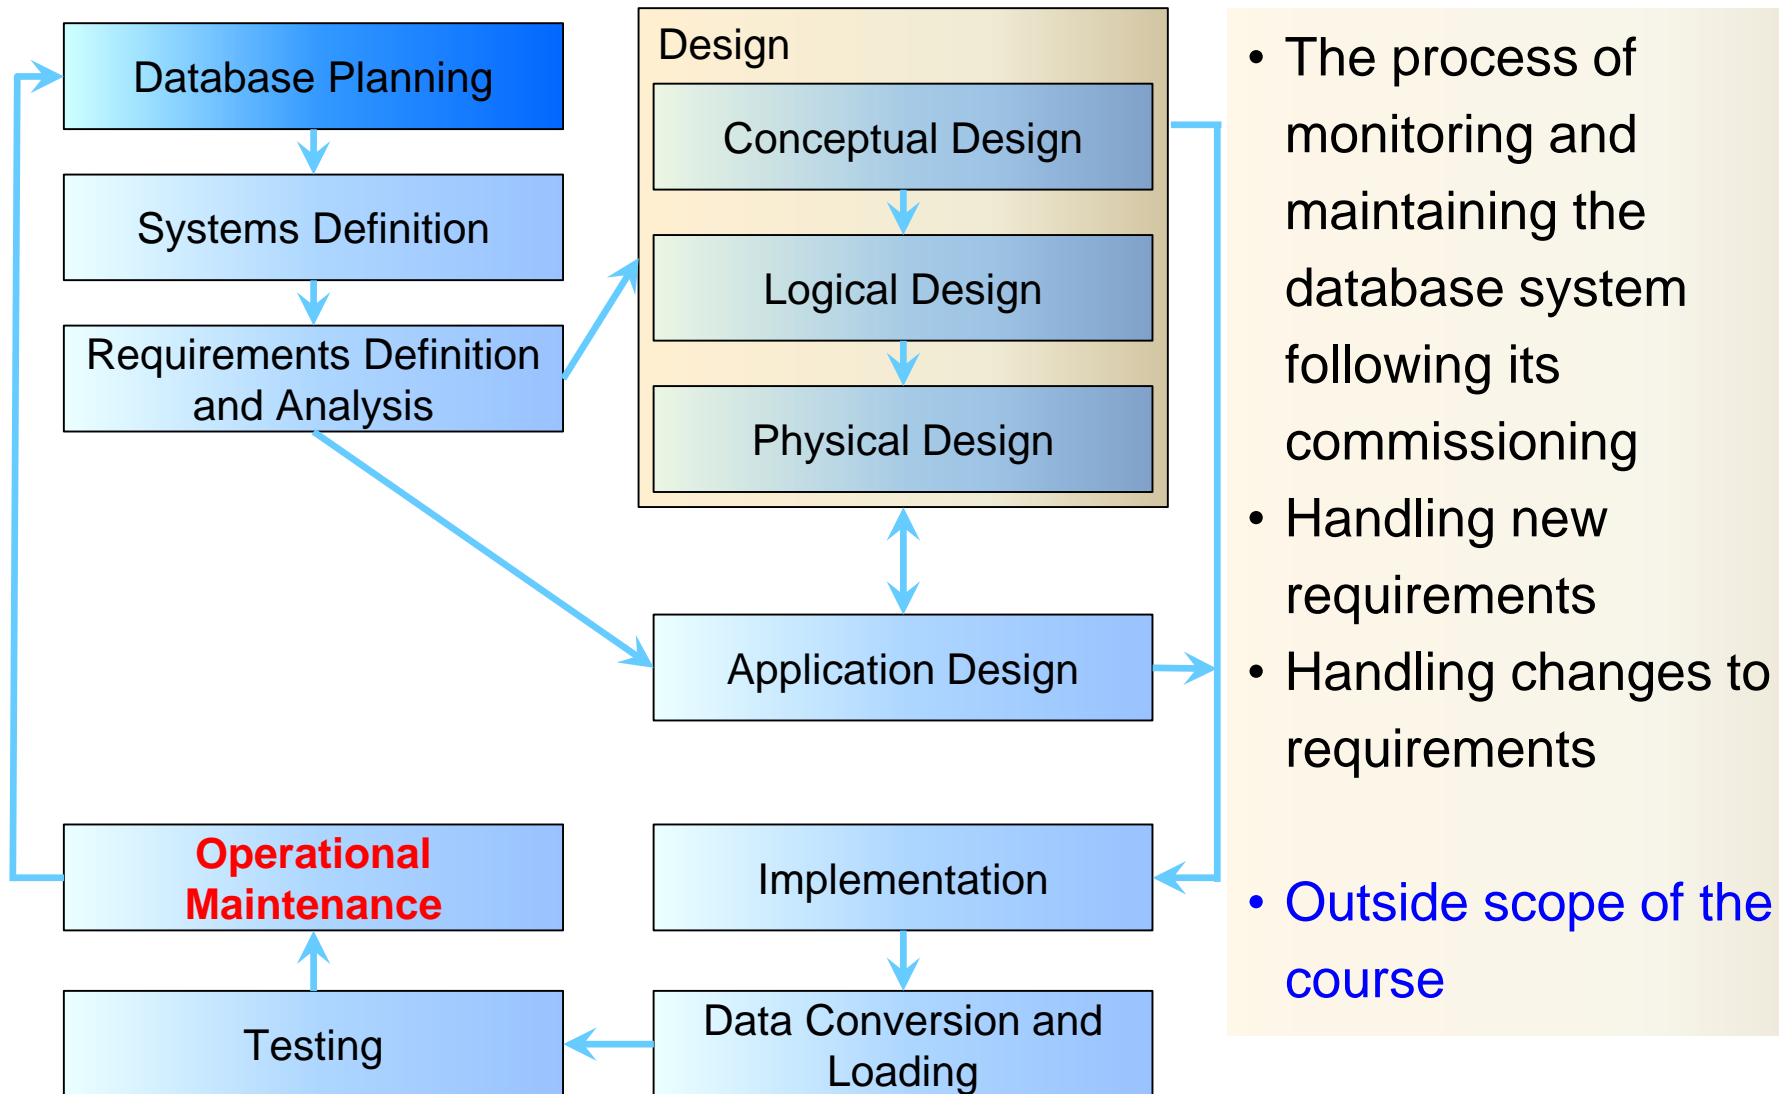 Database Planning
Systems Definition
Requirements Definition
and Analysis
Design
Conceptual Design
Logical Design
Physical Design
Application Design
Operational
Maintenance
Implementation
Testing
Data Conversion and
Loading
• The process of
monitoring and
maintaining the
database system
following its
commissioning
• Handling new
requirements
• Handling changes to
requirements
• Outside scope of the
course